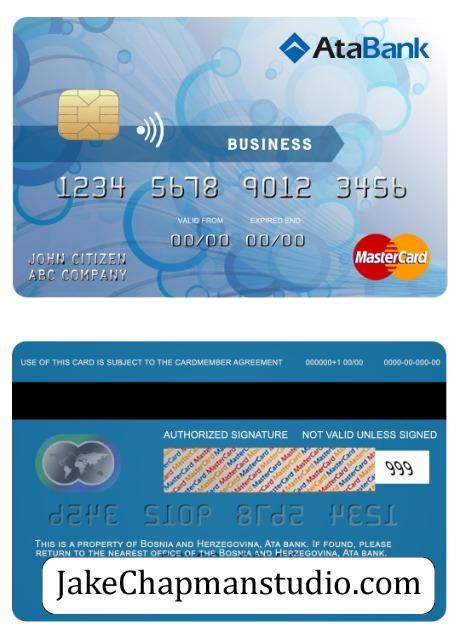 AtaBank
BUSINESS
1234 5678 9012 3456
VALID FROM EXPIRED END
00/00 00/00
JOHN CITIZEN
ABC COMPANY
MasterCard
USE OF THIS CARD IS SUBJECT TO THE CARDMEMBER AGREEMENT 000000+1 00/00 0000-00-000-00
AUTHORIZED SIGNATURE NOT VALID UNLESS SIGNED
MasterCard MasterCard MasterCard
999
1234 5678 9012 3456
THIS IS A PROPERTY OF BOSNIA AND HERZEGOVINA, ATA BANK. IF FOUND, PLEASE
RETURN TO THE NEAREST OFFICE OF THE BOSNIA AND HERZEGOVINA, ATA BANK.
JakeChapmanstudio.com